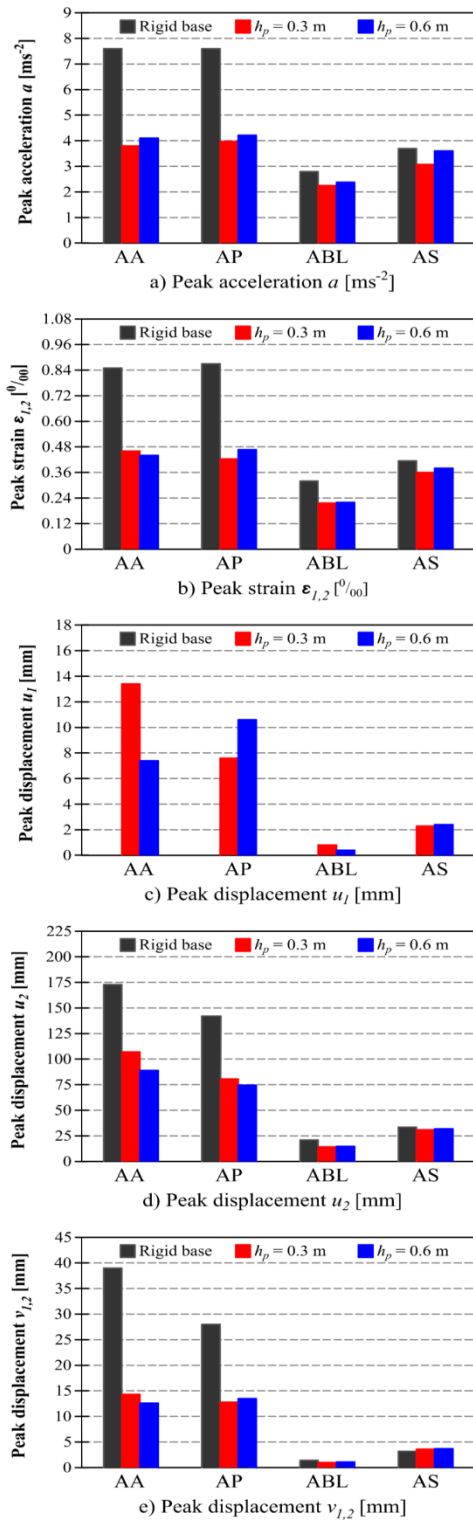 Peak acceleration a [ms⁻²]
Rigid base hₚ = 0.3 m hₚ = 0.6 m
9
8
7
6
5
4
3
2
1
0
AA AP ABL AS
a) Peak acceleration a [ms⁻²]
Peak strain ε₁,₂ [⁰/₀₀]
Rigid base hₚ = 0.3 m hₚ = 0.6 m
1.08
0.96
0.84
0.72
0.60
0.48
0.36
0.24
0.12
0
AA AP ABL AS
b) Peak strain ε₁,₂ [⁰/₀₀]
Peak displacement u₁ [mm]
Rigid base hₚ = 0.3 m hₚ = 0.6 m
18
16
14
12
10
8
6
4
2
0
AA AP ABL AS
c) Peak displacement u₁ [mm]
Peak displacement u₂ [mm]
Rigid base hₚ = 0.3 m hₚ = 0.6 m
225
200
175
150
125
100
75
50
25
0
AA AP ABL AS
d) Peak displacement u₂ [mm]
Peak displacement v₁,₂ [mm]
Rigid base hₚ = 0.3 m hₚ = 0.6 m
45
40
35
30
25
20
15
10
5
0
AA AP ABL AS
e) Peak displacement v₁,₂ [mm]